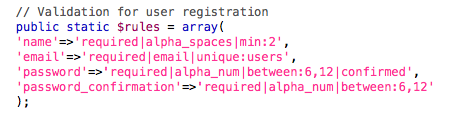 // Validation for user registration
public static $rules = array(
'name'=>'required|alpha_spaces|min:2',
'email'=>'required|email|unique:users',
'password'=>'required|alpha_num|between:6,12|confirmed',
'password_confirmation'=>'required|alpha_num|between:6,12'
);